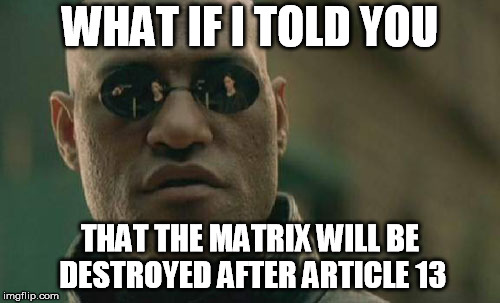 WHAT IF I TOLD YOU
THAT THE MATRIX WILL BE
DESTROYED AFTER ARTICLE 13
imgflip.com